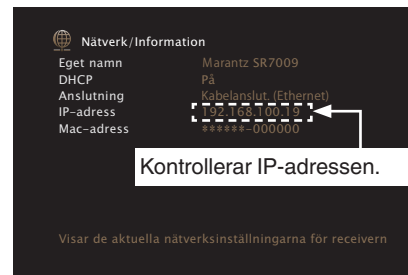 Nätverk/Information
Eget namn Marantz SR7009
DHCP På
Anslutning Kabelanslut. (Ethernet)
IP-adress 192.168.100.19
Mac-adress ******-000000
Kontrollerar IP-adressen.
Visar de aktuella nätverksinställningarna för receivern